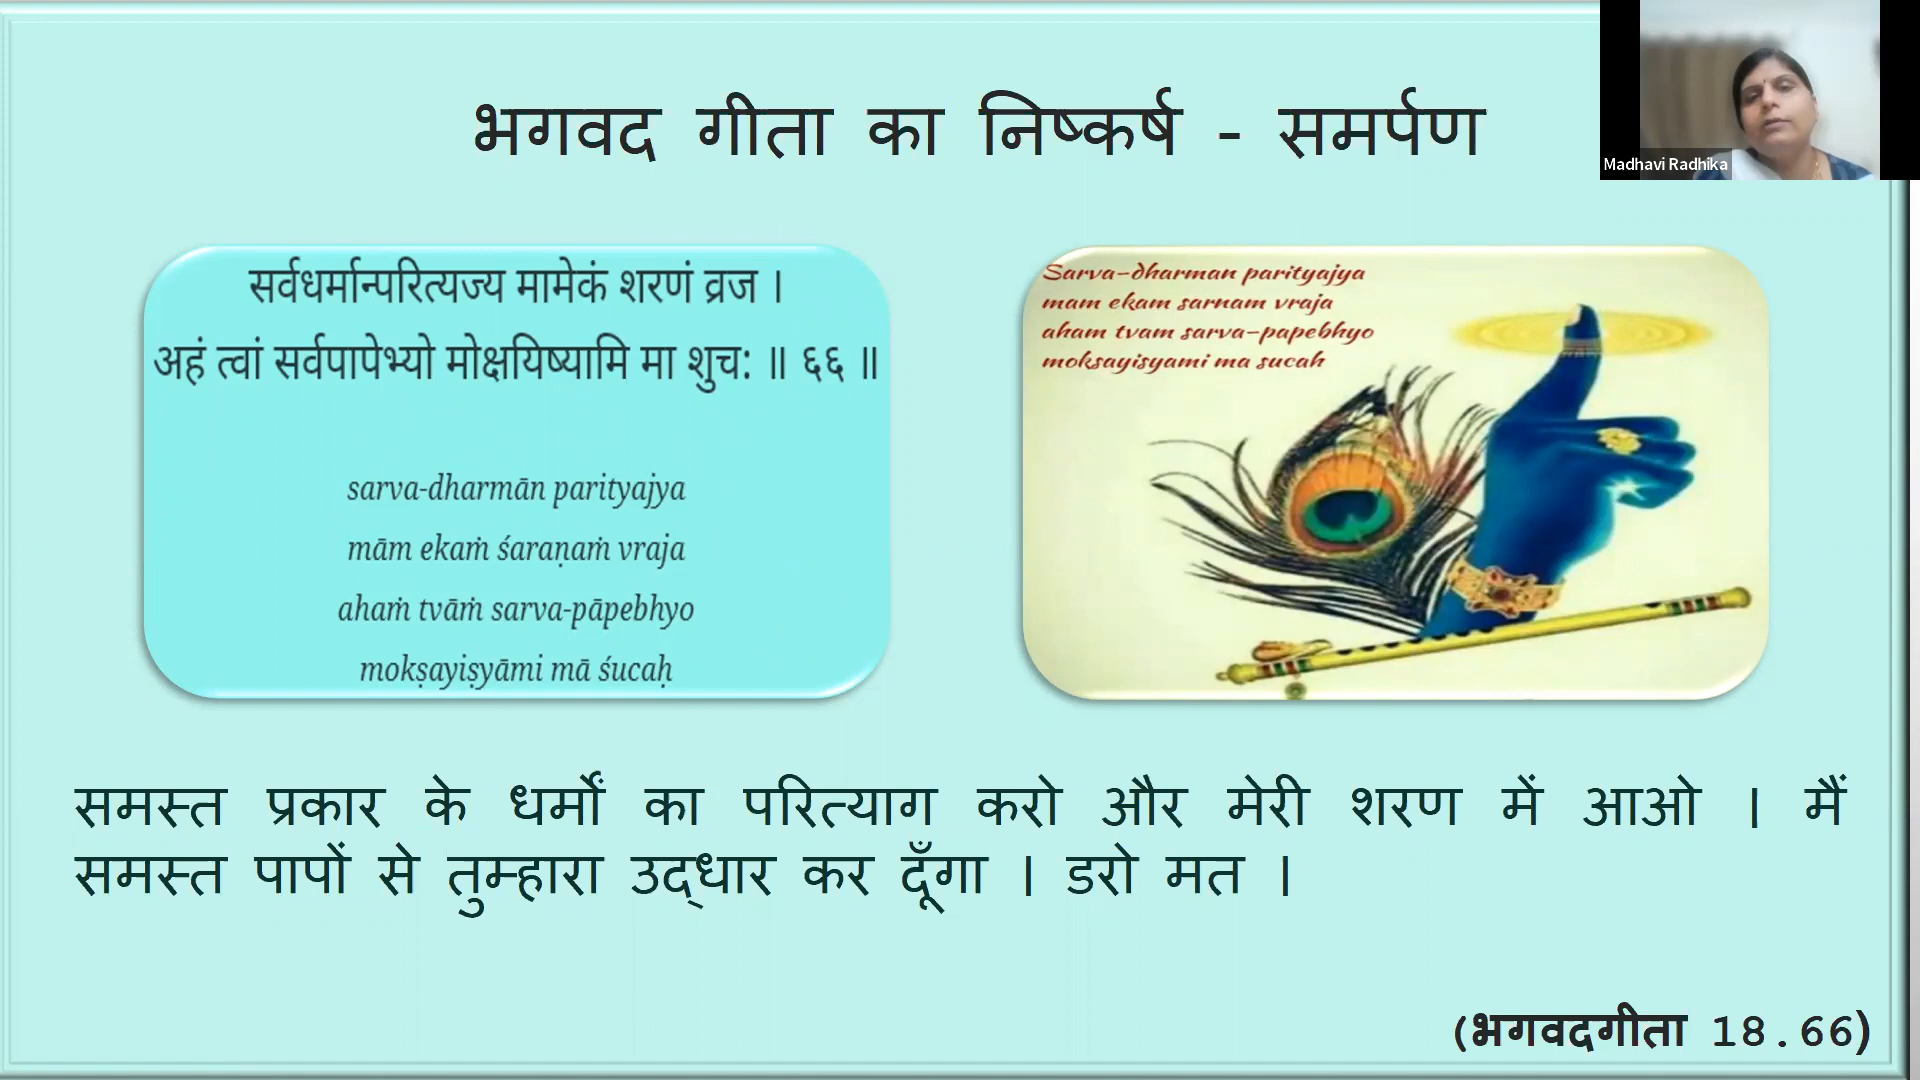 भगवद गीता का निष्कर्ष - समर्पण
Madhavi Radhika
सर्वधर्मान्परित्यज्य मामेकं शरणं व्रज ।
अहं त्वां सर्वपापेभ्यो मोक्षयिष्यामि मा शुचः ॥ ६६ ॥
sarva-dharmān parityajya
mām ekaṁ śaraṇaṁ vraja
ahaṁ tvāṁ sarva-pāpebhyo
mokṣayiṣyāmi mā śucaḥ
Sarva-dharman parityajya
mam ekam sarnam vraja
aham tvam sarva-papebhyo
moksayisyami ma sucah
समस्त प्रकार के धर्मों का परित्याग करो और मेरी शरण में आओ । मैं
समस्त पापों से तुम्हारा उद्धार कर दूँगा । डरो मत ।
(भगवदगीता 18.66)